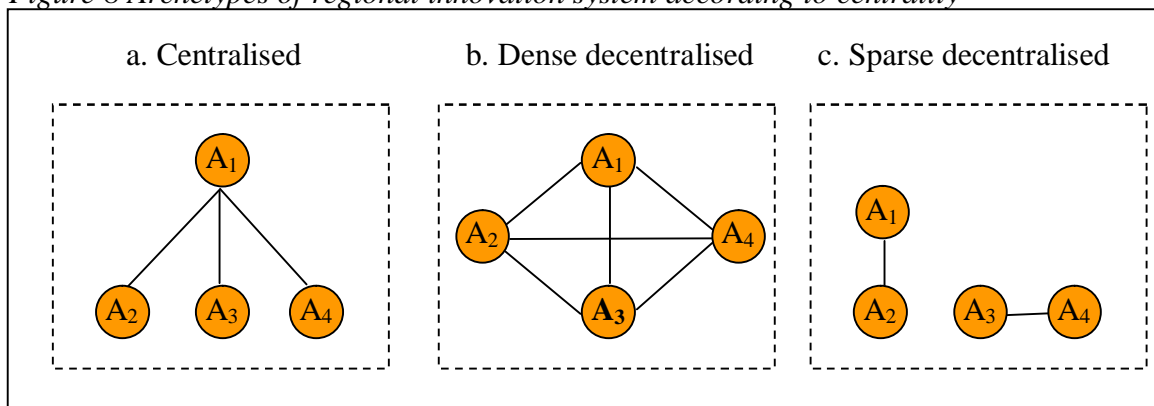 Figure 8 Archetypes of regional innovation system according to centrality
a. Centralised b. Dense decentralised c. Sparse decentralised
A₁ A₁
A₁
A₂ A₄
A₂ A₃ A₄ A₃ A₂ A₃ A₄